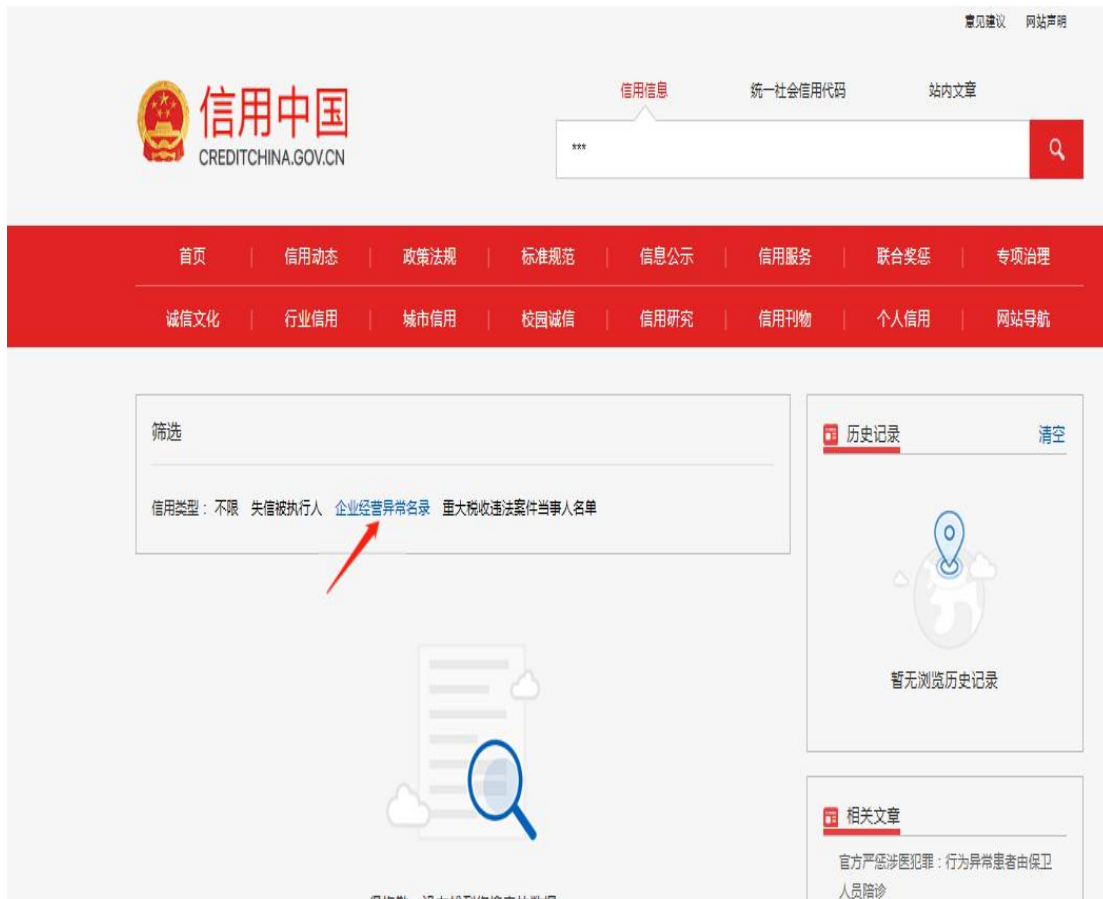 意见建议 网站声明
信用中国
CREDITCHINA.GOV.CN
信用信息 统一社会信用代码 站内文章
***
首页 信用动态 政策法规 标准规范 信息公示 信用服务 联合奖惩 专项治理
诚信文化 行业信用 城市信用 校园诚信 信用研究 信用刊物 个人信用 网站导航
筛选
信用类型：不限 失信被执行人 企业经营异常名录 重大税收违法案件当事人名单
历史记录 清空
暂无浏览历史记录
相关文章
官方严惩涉医犯罪：行为异常患者由保卫
人员陪诊